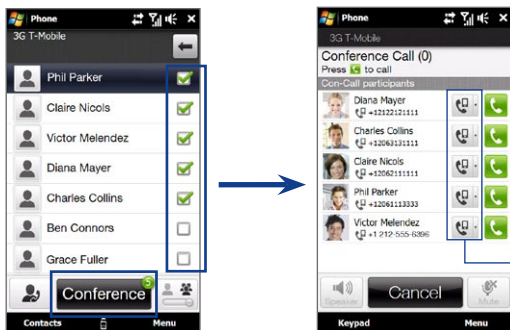 Phone
3G T-Mobile
Phil Parker
Claire Nicols
Victor Melendez
Diana Mayer
Charles Collins
Ben Connors
Grace Fuller
Conference
5
Contacts
Menu
Phone
3G T-Mobile
Conference Call (0)
Press to call
Con-Call participants
Diana Mayer
+12122121111
Charles Collins
+12063131111
Claire Nicols
+12062111111
Phil Parker
+12061113333
Victor Melendez
+1 212-555-6396
Speaker
Cancel
Mute
Keypad
Menu